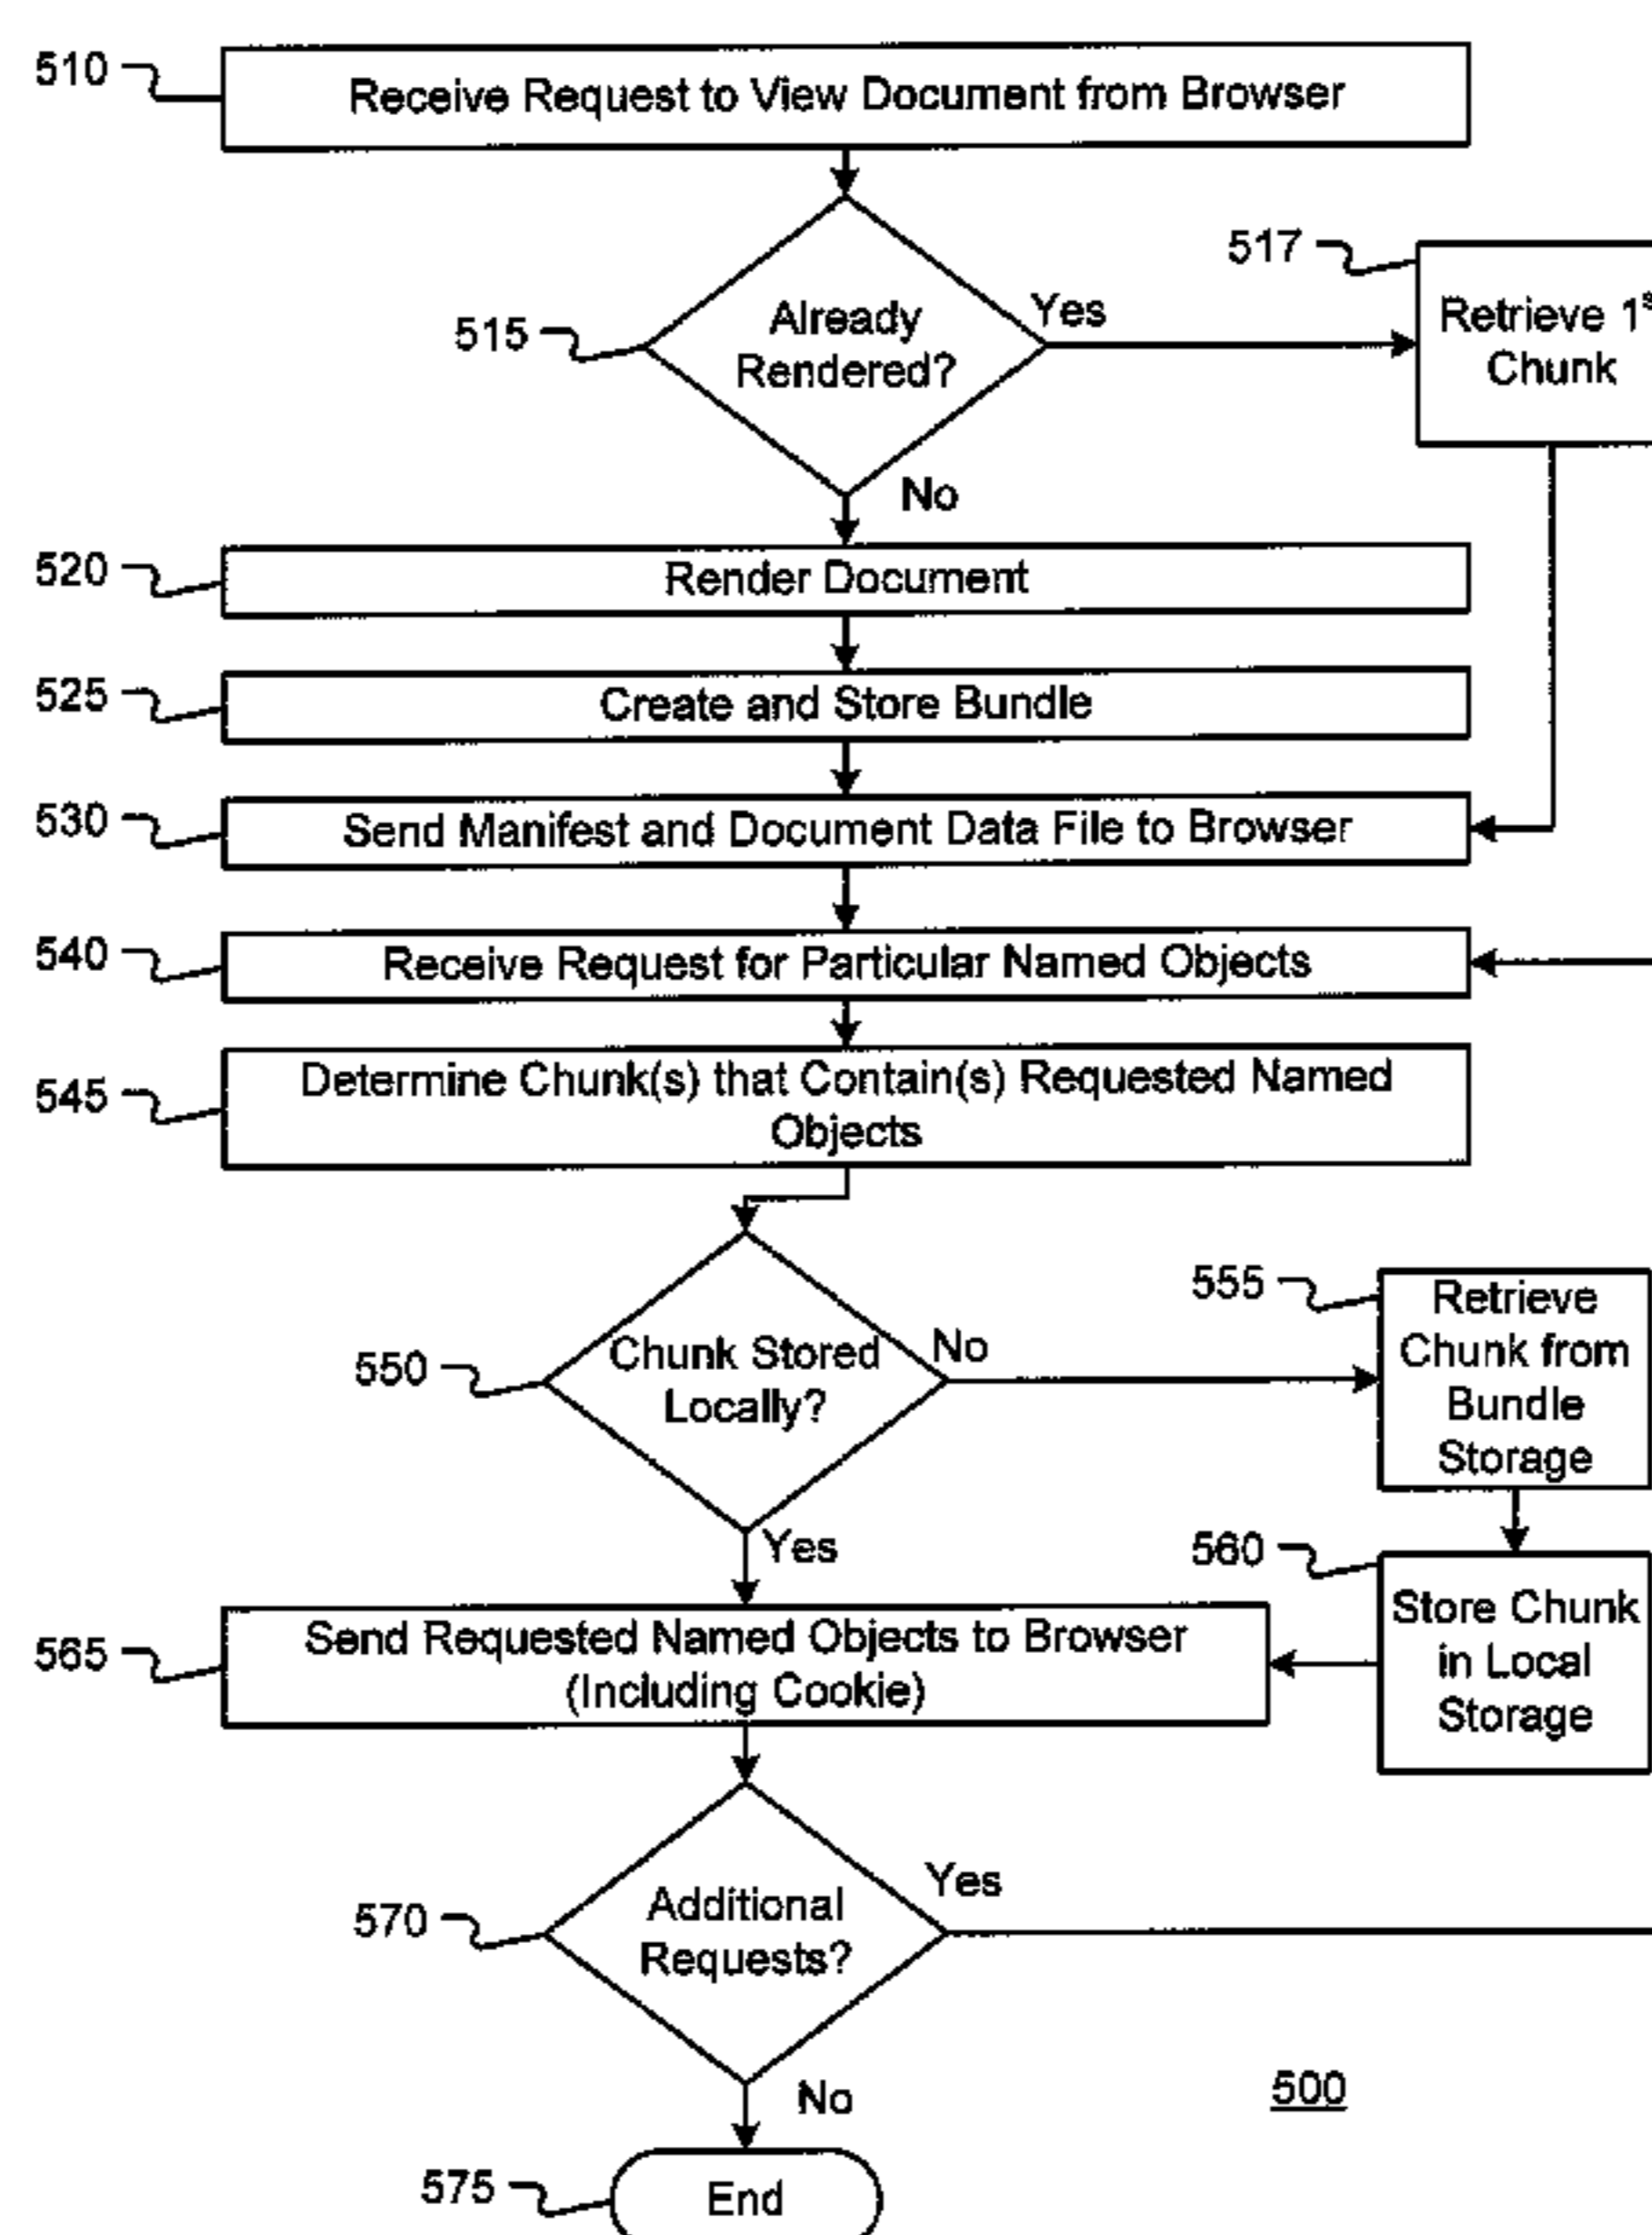 510
Receive Request to View Document from Browser
517
Retrieve 1s
Chunk
515
Already
Rendered?
Yes
No
520
Render Document
525
Create and Store Bundle
530
Send Manifest and Document Data File to Browser
540
Receive Request for Particular Named Objects
545
Determine Chunk(s) that Contain(s) Requested Named
Objects
550
Chunk Stored
Locally?
No
Yes
555
Retrieve
Chunk from
Bundle
Storage
560
Store Chunk
in Local
Storage
565
Send Requested Named Objects to Browser
(Including Cookie)
570
Additional
Requests?
Yes
No
500
575
End